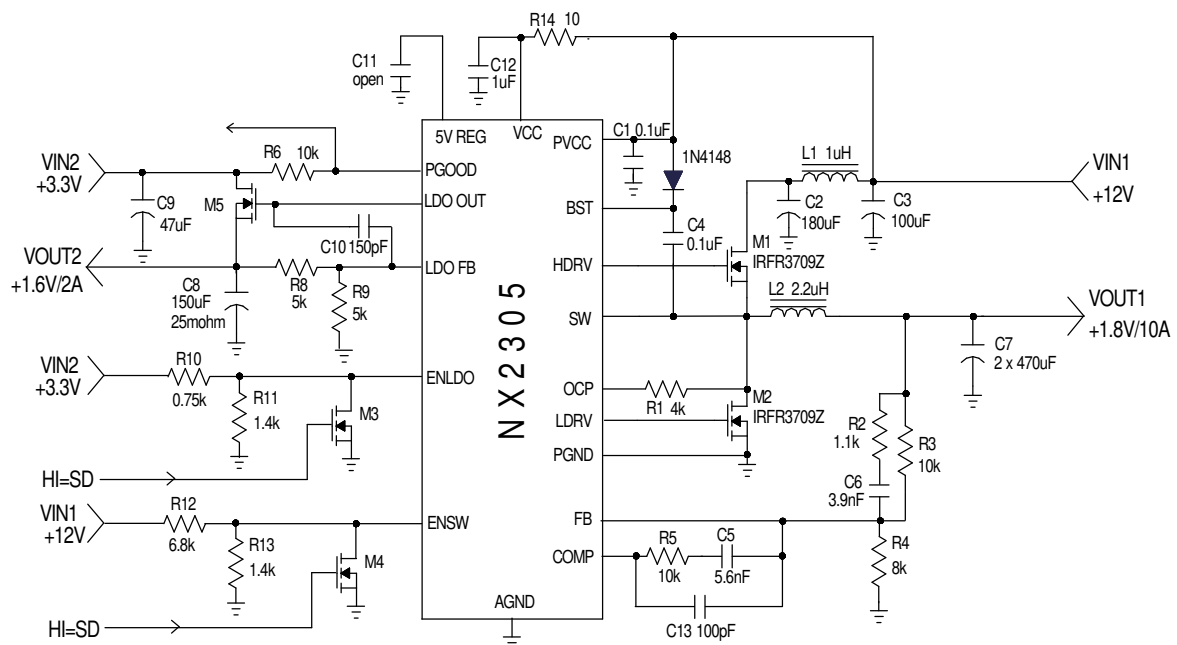 R14 10
C11
open
C12
1uF
5V REG
VCC
PVCC
C1 0.1uF
1N4148
L1 1uH
VIN1
+12V
VIN2
+3.3V
R6 10k
PGOOD
C9
47uF
M5
LDO OUT
BST
C2
180uF
C3
100uF
C10 150pF
C4
0.1uF
M1
IRFR3709Z
VOUT2
+1.6V/2A
LDO FB
HDRV
C8
150uF
25mohm
R8
5k
R9
5k
NX2305
SW
L2 2.2uH
VOUT1
+1.8V/10A
C7
2 x 470uF
VIN2
+3.3V
R10
0.75k
ENLDO
OCP
R1 4k
M2
IRFR3709Z
R11
1.4k
M3
LDRV
R2
1.1k
R3
10k
PGND
HI=SD
C6
3.9nF
VIN1
+12V
R12
6.8k
ENSW
FB
R13
1.4k
M4
COMP
R5
10k
C5
5.6nF
R4
8k
AGND
C13 100pF
HI=SD